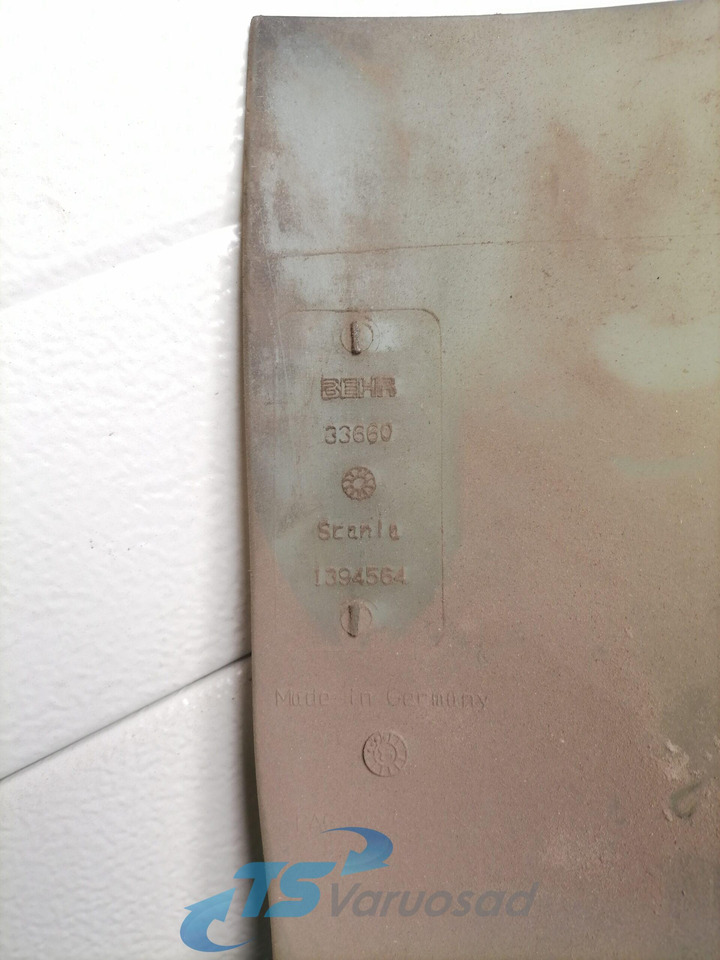 BEHR
33660
Scania
1394564
Made in Germany
TS Varuosad